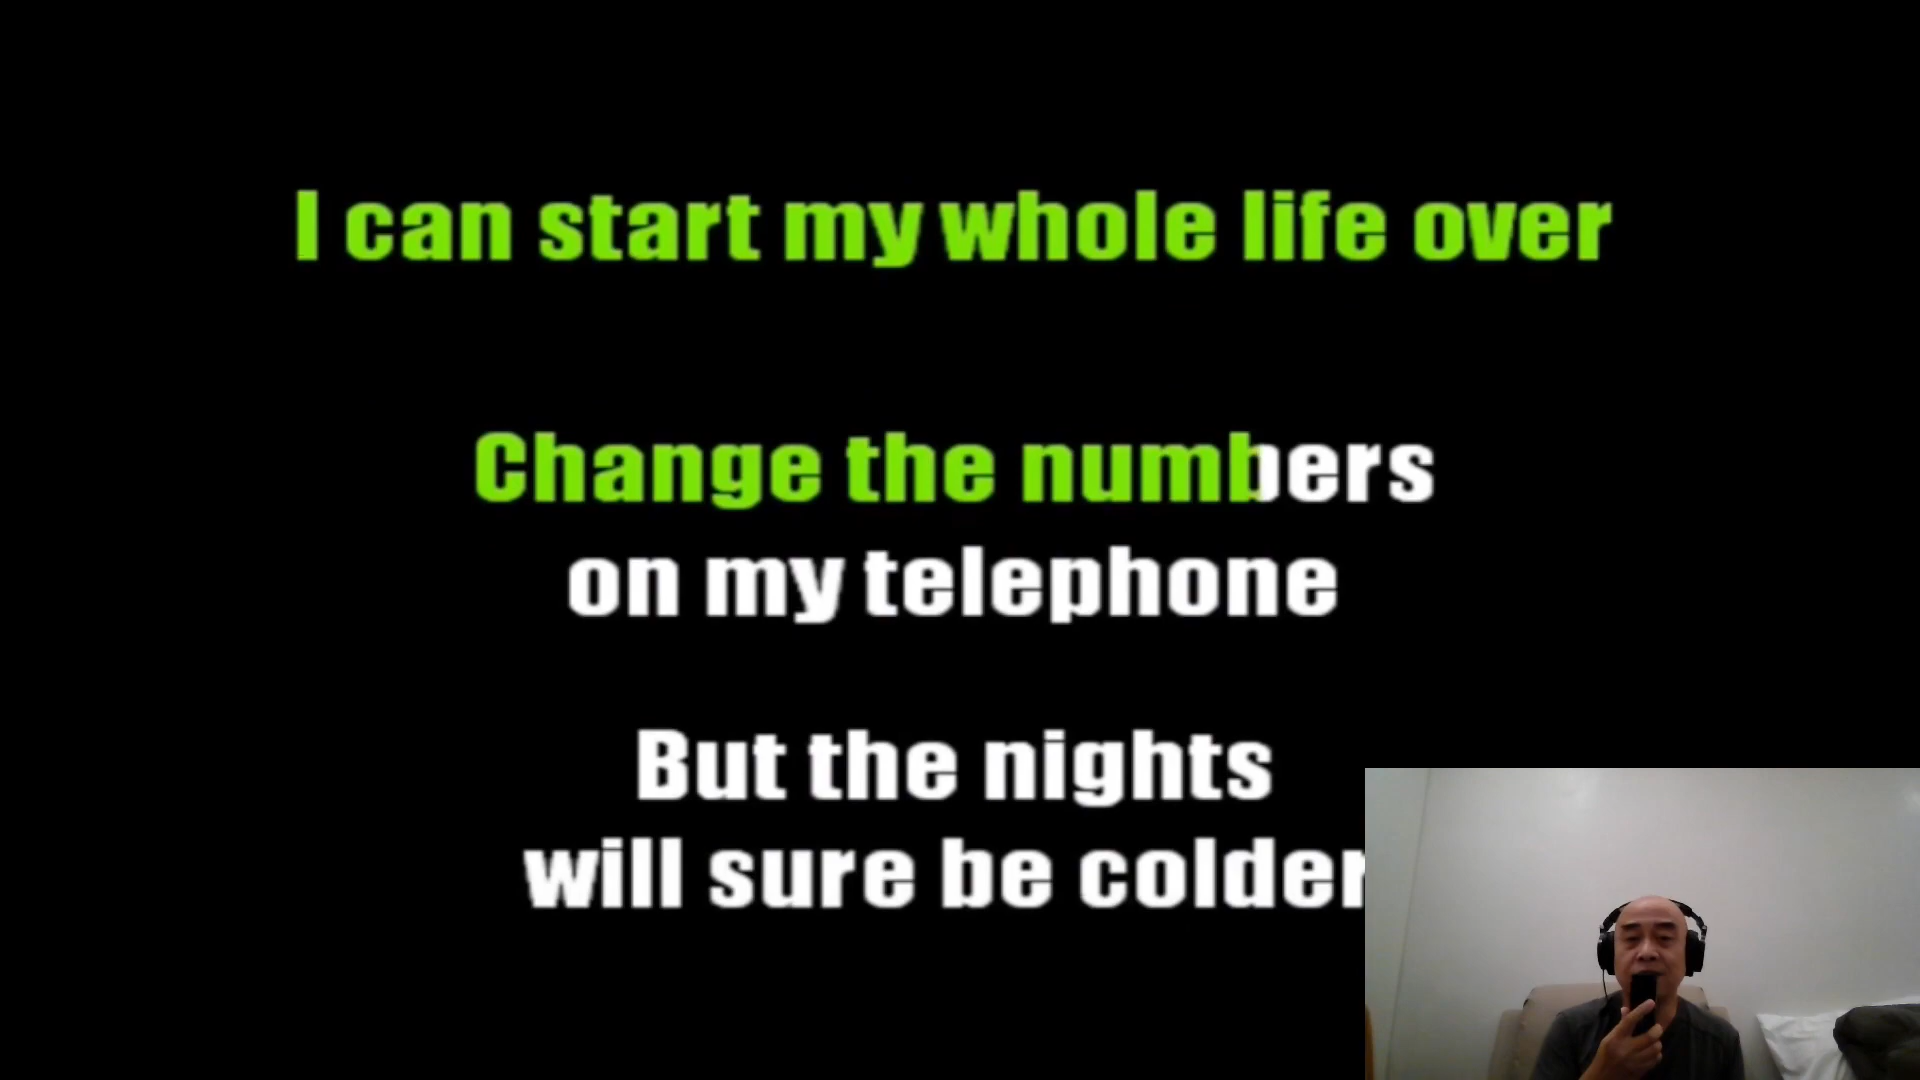 I can start my whole life over
Change the numbers
on my telephone
But the nights
will sure be colder